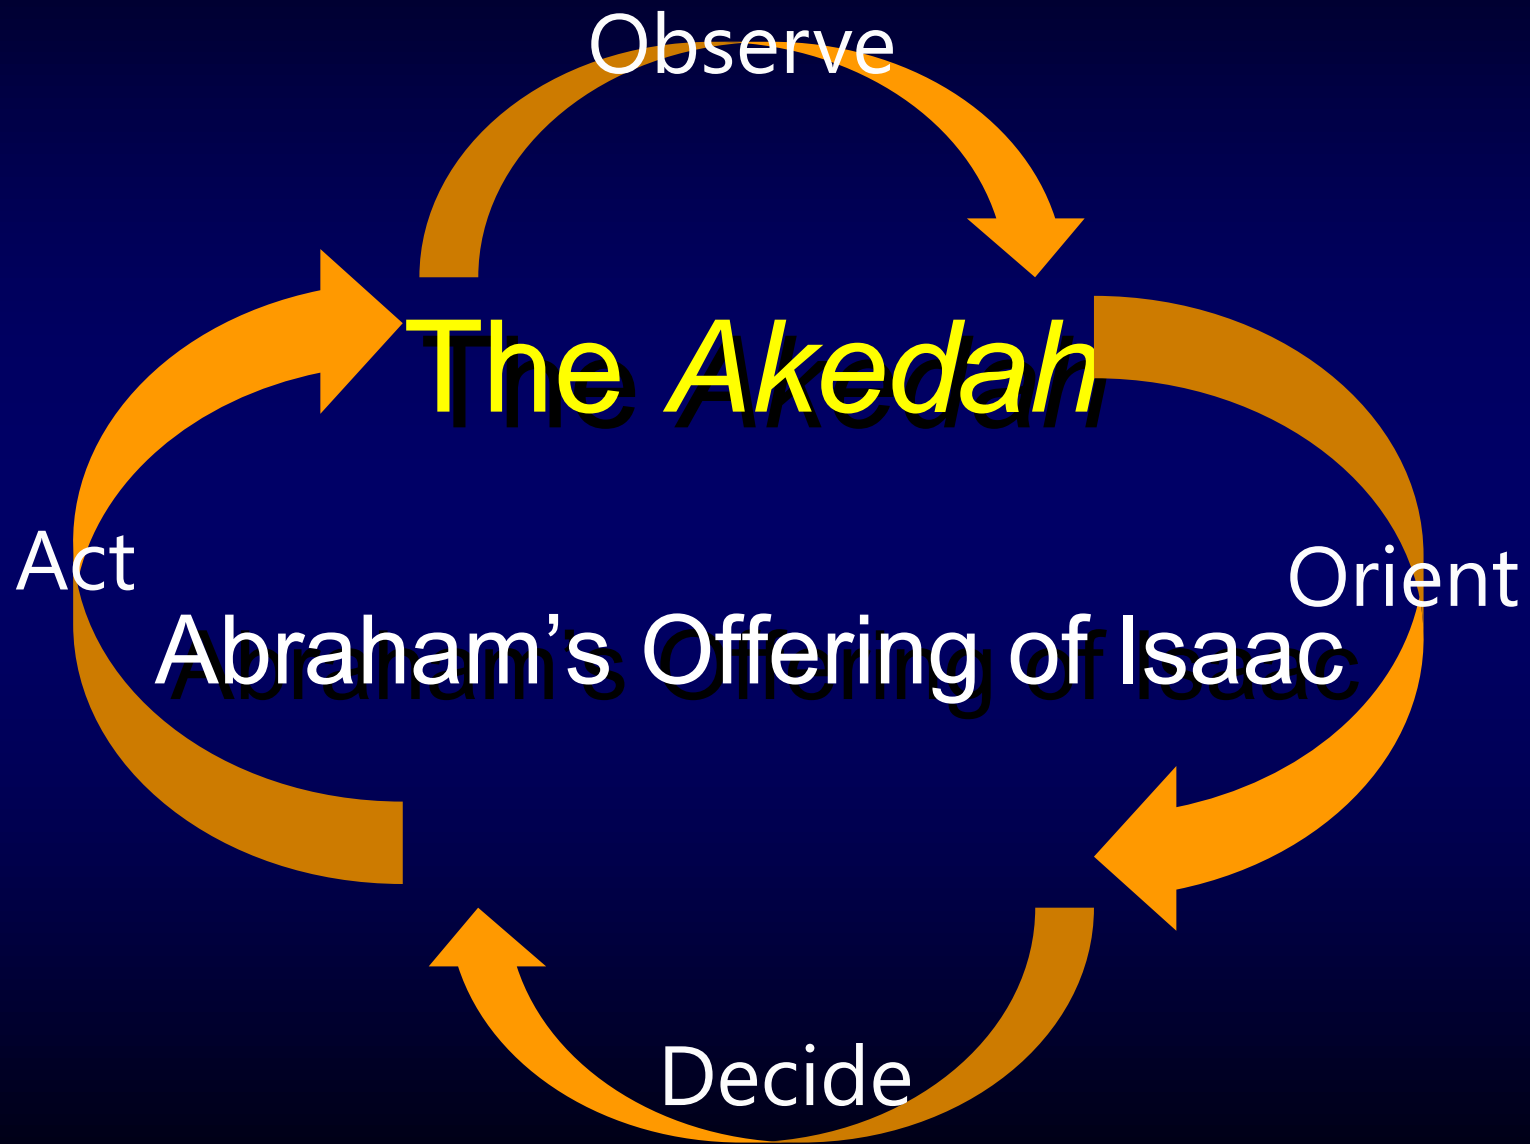 Observe
The Akedah
Act
Orient
Abraham’s Offering of Isaac
Decide